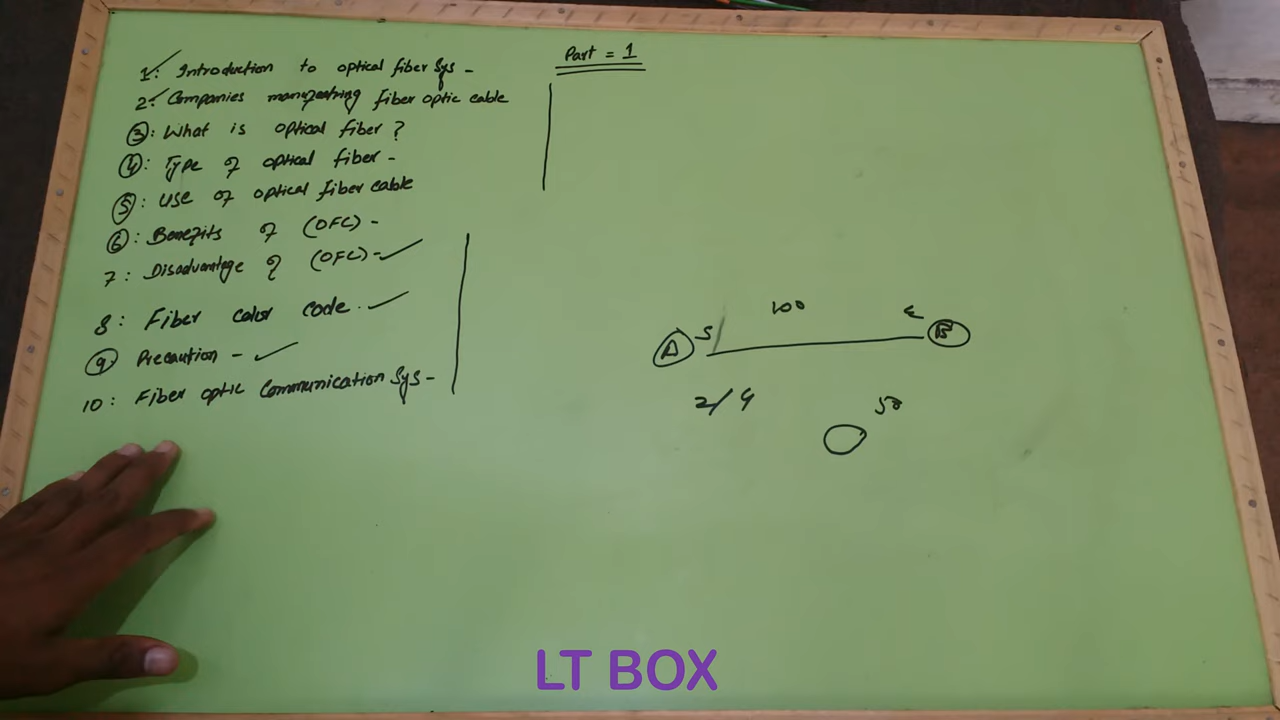 Part = 1
1: Introduction to optical fiber Sys -
2: Companies manufactring fiber optic cable
3: What is optical fiber ?
4: Type of optical fiber -
5: Use of optical fiber cable
6: Benefits of (OFC) -
7: Disadvantage of (OFC) -
8: Fiber color code -
9: Precaution -
10: Fiber optic Communication Sys -
A S 100 E B
2/4 50
LT BOX